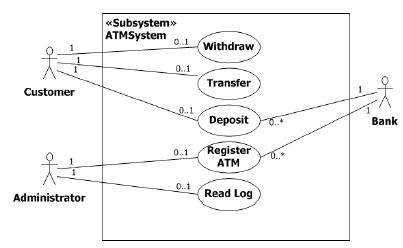 «Subsystem»
ATMSystem
1 0..1 Withdraw
1 0..1 Transfer
1
Customer
0..1 Deposit 0..* 1
1
Bank
1 0..1 Register
ATM 0..*
1
Administrator
0..1 Read Log